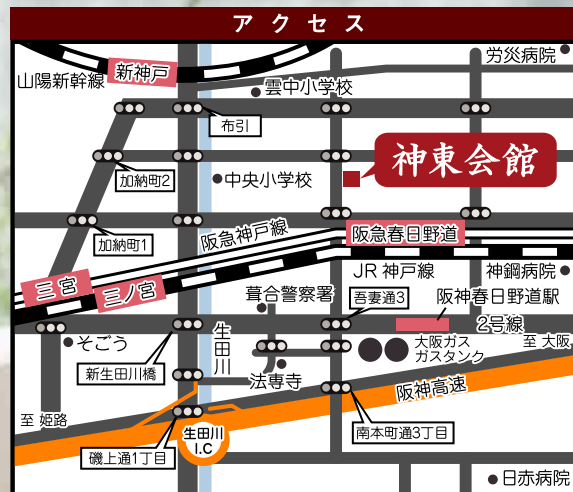 アクセス
労災病院
新神戸
山陽新幹線
雲中小学校
布引
神東会館
加納町2
中央小学校
加納町1
阪急神戸線
阪急春日野道
三宮
三ノ宮
JR神戸線
神鋼病院
葺合警察署
吾妻通3
阪神春日野道駅
2号線
そごう
生田川
大阪ガス
ガスタンク
至 大阪
新生田川橋
法専寺
阪神高速
至 姫路
生田川
I.C
南本町通3丁目
磯上通1丁目
日赤病院